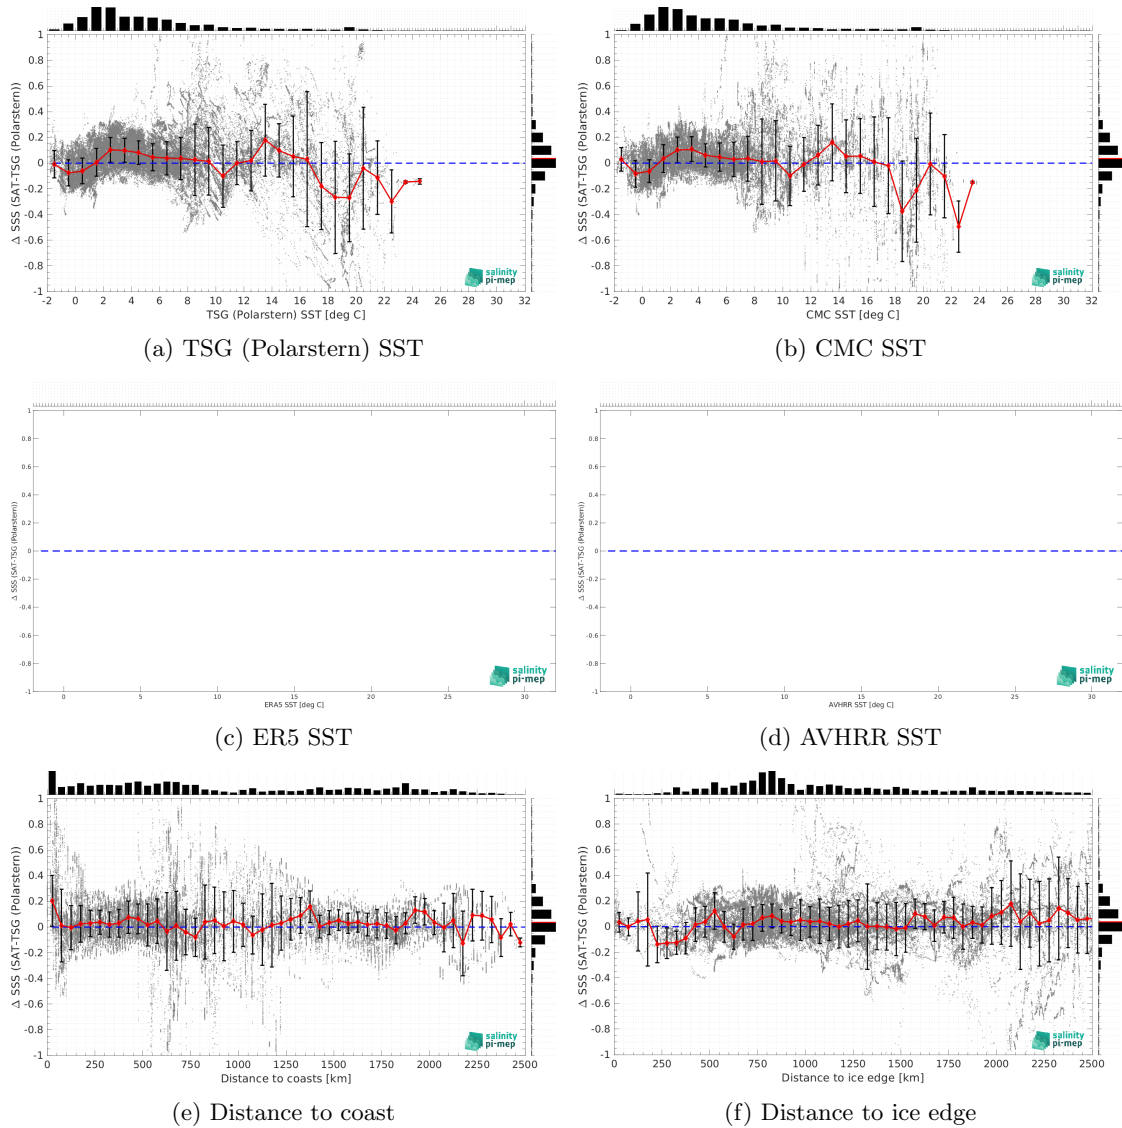 1
0.8
0.6
0.4
0.2
0
-0.2
-0.4
-0.6
-0.8
-1
Δ SSS (SAT-TSG (Polarstern))
-2 0 2 4 6 8 10 12 14 16 18 20 22 24 26 28 30 32
TSG (Polarstern) SST [deg C]
salinity
pi-mep
(a) TSG (Polarstern) SST
1
0.8
0.6
0.4
0.2
0
-0.2
-0.4
-0.6
-0.8
-1
Δ SSS (SAT-TSG (Polarstern))
-2 0 2 4 6 8 10 12 14 16 18 20 22 24 26 28 30 32
CMC SST [deg C]
salinity
pi-mep
(b) CMC SST
1
0.8
0.6
0.4
0.2
0
-0.2
-0.4
-0.6
-0.8
-1
Δ SSS (SAT-TSG (Polarstern))
0 5 10 15 20 25 30
ERA5 SST [deg C]
salinity
pi-mep
(c) ER5 SST
1
0.8
0.6
0.4
0.2
0
-0.2
-0.4
-0.6
-0.8
-1
Δ SSS (SAT-TSG (Polarstern))
0 5 10 15 20 25 30
AVHRR SST [deg C]
salinity
pi-mep
(d) AVHRR SST
1
0.8
0.6
0.4
0.2
0
-0.2
-0.4
-0.6
-0.8
-1
Δ SSS (SAT-TSG (Polarstern))
0 250 500 750 1000 1250 1500 1750 2000 2250 2500
Distance to coasts [km]
salinity
pi-mep
(e) Distance to coast
1
0.8
0.6
0.4
0.2
0
-0.2
-0.4
-0.6
-0.8
-1
Δ SSS (SAT-TSG (Polarstern))
0 250 500 750 1000 1250 1500 1750 2000 2250 2500
Distance to ice edge [km]
salinity
pi-mep
(f) Distance to ice edge